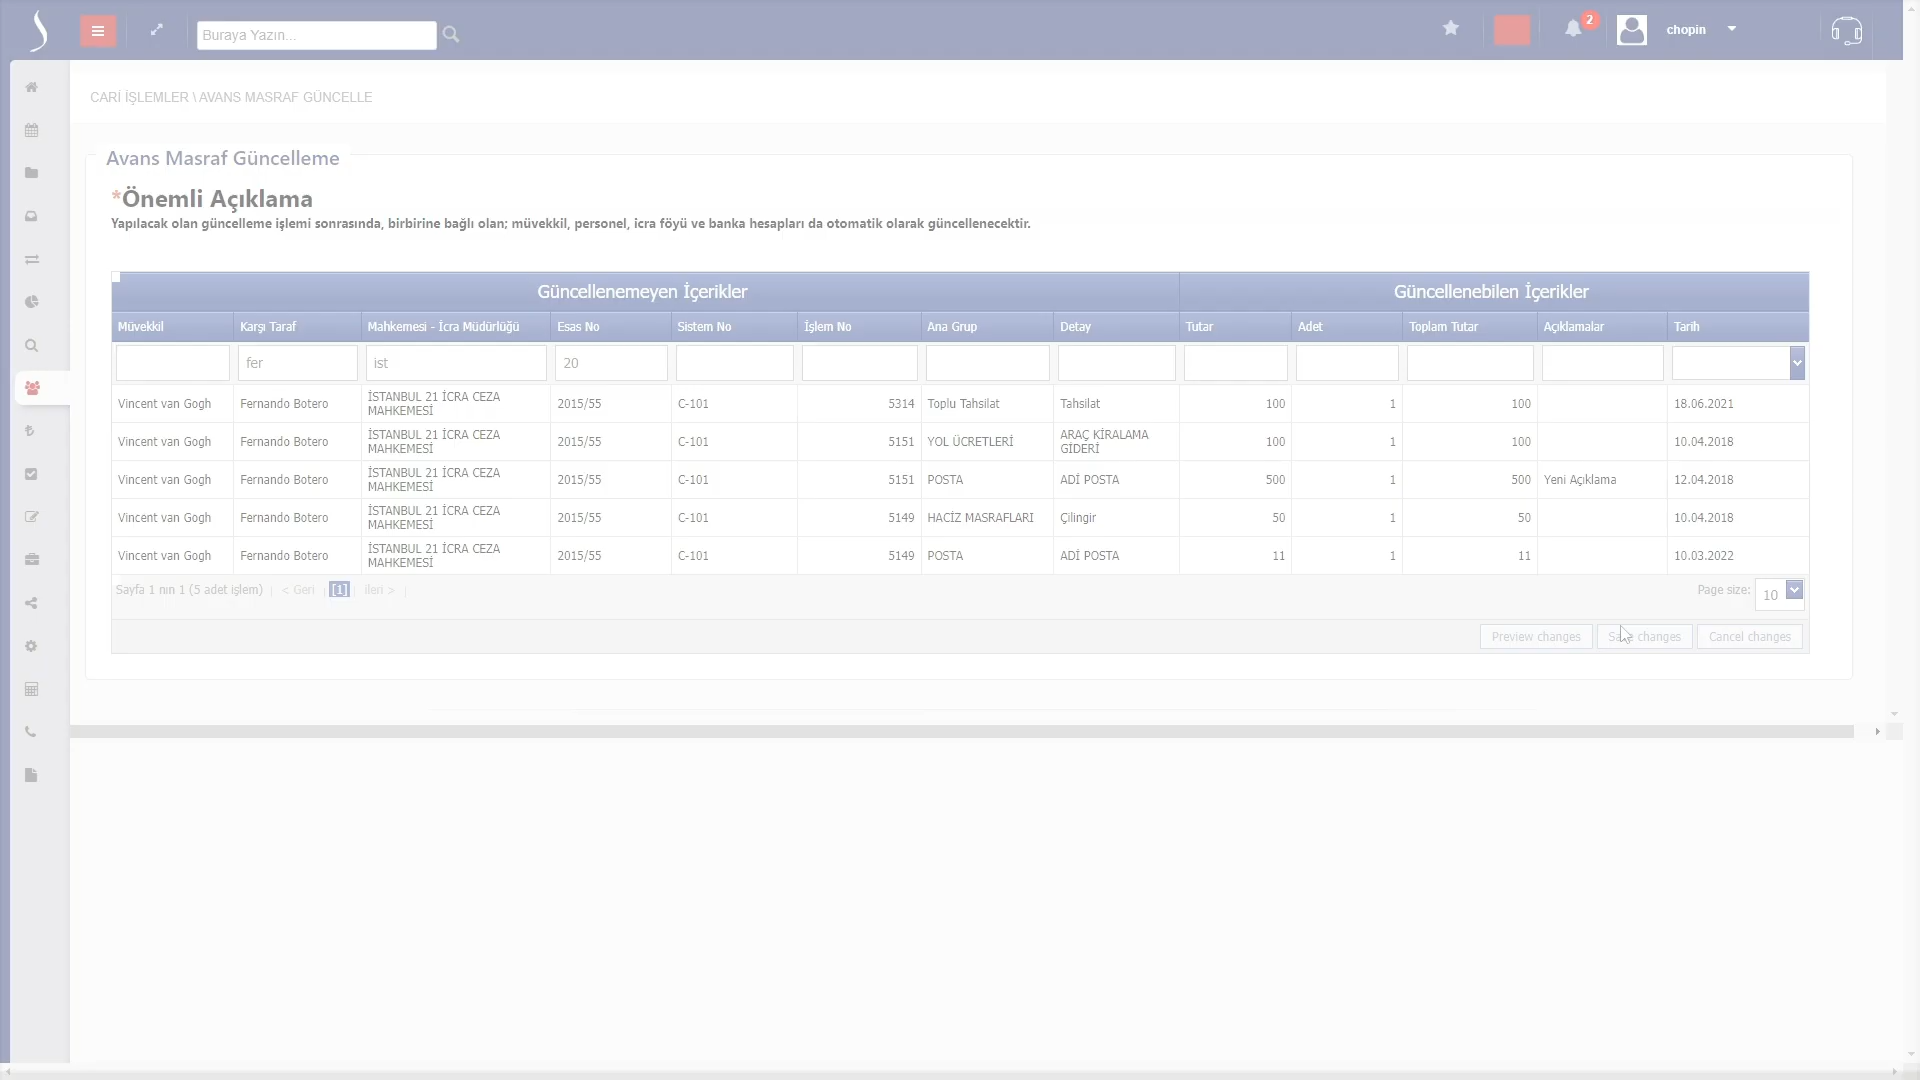 Buraya Yazın...
2
chopin
CARİ İŞLEMLER \ AVANS MASRAF GÜNCELLE
Avans Masraf Güncelleme
*Önemli Açıklama
Yapılacak olan güncelleme işlemi sonrasında, birbirine bağlı olan; müvekkil, personel, icra föyü ve banka hesapları da otomatik olarak güncellenecektir.
Güncellenemeyen İçerikler Güncellenebilen İçerikler
Müvekkil Karşı Taraf Mahkemesi - İcra Müdürlüğü Esas No Sistem No İşlem No Ana Grup Detay Tutar Adet Toplam Tutar Açıklamalar Tarih
fer ist 20
Vincent van Gogh Fernando Botero İSTANBUL 21 İCRA CEZA MAHKEMESİ 2015/55 C-101 5314 Toplu Tahsilat Tahsilat 100 1 100 18.06.2021
Vincent van Gogh Fernando Botero İSTANBUL 21 İCRA CEZA MAHKEMESİ 2015/55 C-101 5151 YOL ÜCRETLERİ ARAÇ KİRALAMA GİDERİ 100 1 100 10.04.2018
Vincent van Gogh Fernando Botero İSTANBUL 21 İCRA CEZA MAHKEMESİ 2015/55 C-101 5151 POSTA ADİ POSTA 500 1 500 Yeni Açıklama 12.04.2018
Vincent van Gogh Fernando Botero İSTANBUL 21 İCRA CEZA MAHKEMESİ 2015/55 C-101 5149 HACİZ MASRAFLARI Çilingir 50 1 50 10.04.2018
Vincent van Gogh Fernando Botero İSTANBUL 21 İCRA CEZA MAHKEMESİ 2015/55 C-101 5149 POSTA ADİ POSTA 11 1 11 10.03.2022
Sayfa 1 nın 1 (5 adet işlem) < Geri [1] İleri > Page size: 10
Preview changes Save changes Cancel changes